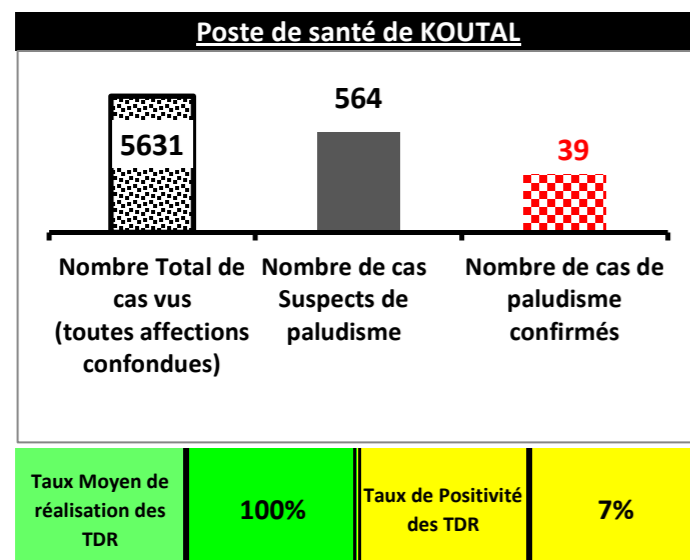 Poste de santé de KOUTAL
5631
564
39
Nombre Total de
cas vus
(toutes affections
confondues)
Nombre de cas
Suspects de
paludisme
Nombre de cas de
paludisme
confirmés
Taux Moyen de
réalisation des
TDR
100%
Taux de Positivité
des TDR
7%